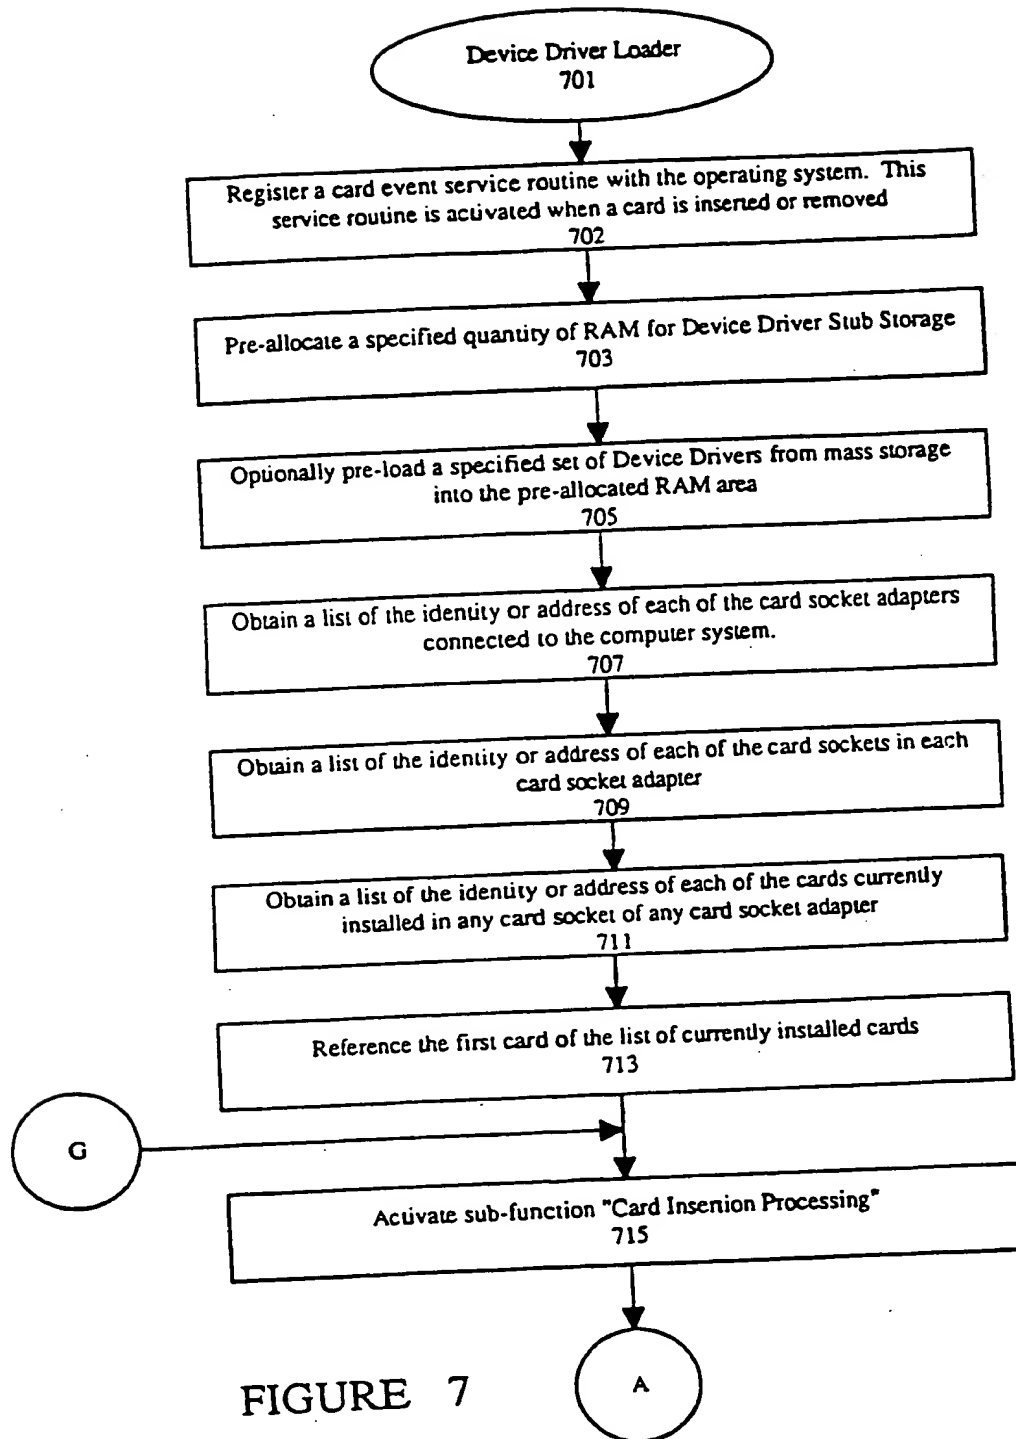 Device Driver Loader
701
Register a card event service routine with the operating system. This
service routine is activated when a card is inserted or removed
702
Pre-allocate a specified quantity of RAM for Device Driver Stub Storage
703
Optionally pre-load a specified set of Device Drivers from mass storage
into the pre-allocated RAM area
705
Obtain a list of the identity or address of each of the card socket adapters
connected to the computer system.
707
Obtain a list of the identity or address of each of the card sockets in each
card socket adapter
709
Obtain a list of the identity or address of each of the cards currently
installed in any card socket of any card socket adapter
711
Reference the first card of the list of currently installed cards
713
G
Activate sub-function "Card Insertion Processing"
715
A
FIGURE 7